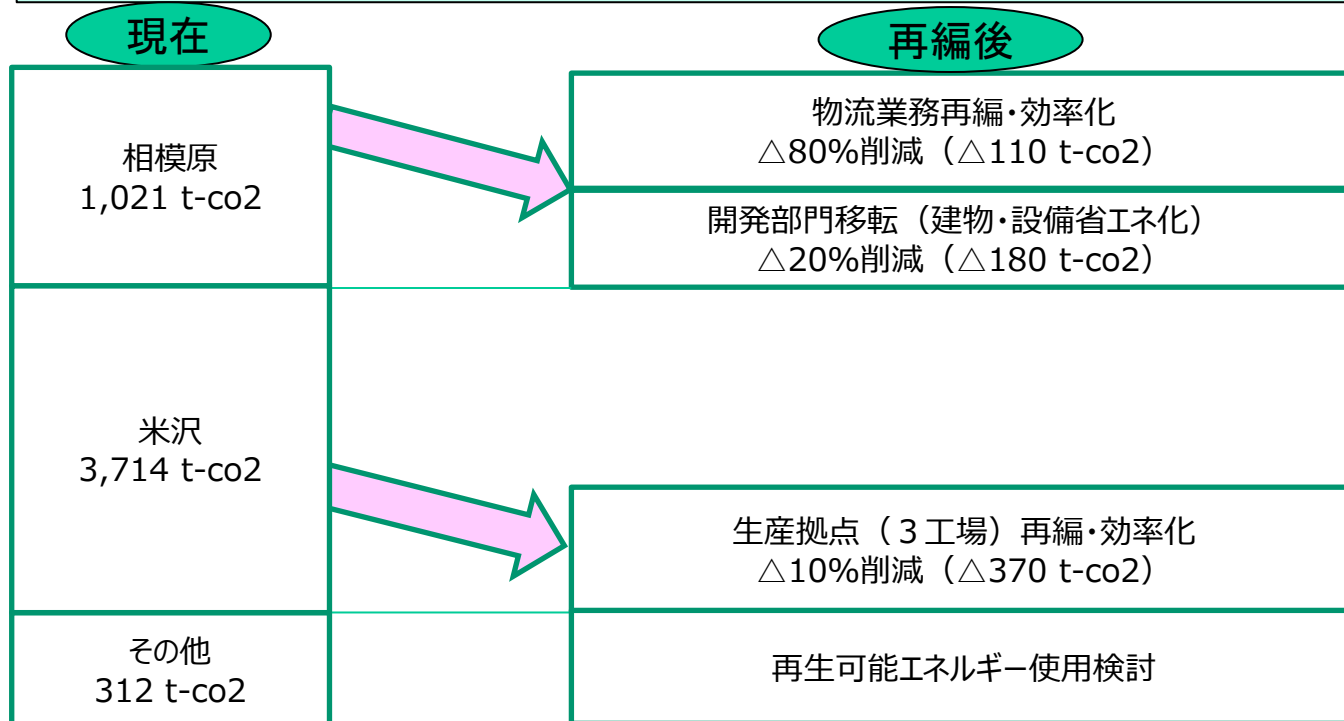 現在
再編後
相模原
1,021 t-co2
物流業務再編・効率化
△80%削減（△110 t-co2）
開発部門移転（建物・設備省エネ化）
△20%削減（△180 t-co2）
米沢
3,714 t-co2
生産拠点（３工場）再編・効率化
△10%削減（△370 t-co2）
その他
312 t-co2
再生可能エネルギー使用検討